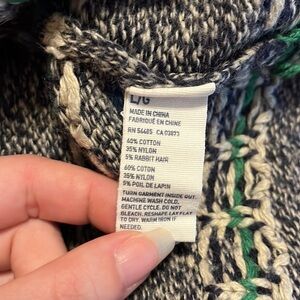 L/G
MADE IN CHINA
FABRIQUÉ EN CHINE
RN 54485 CA 03873
60% COTTON
35% NYLON
5% RABBIT HAIR
60% COTON
35% NYLON
5% POIL DE LAPIN
TURN GARMENT INSIDE OUT.
MACHINE WASH COLD,
GENTLE CYCLE. DO NOT
BLEACH. RESHAPE LAY FLAT
TO DRY. WARM IRON IF
NEEDED.